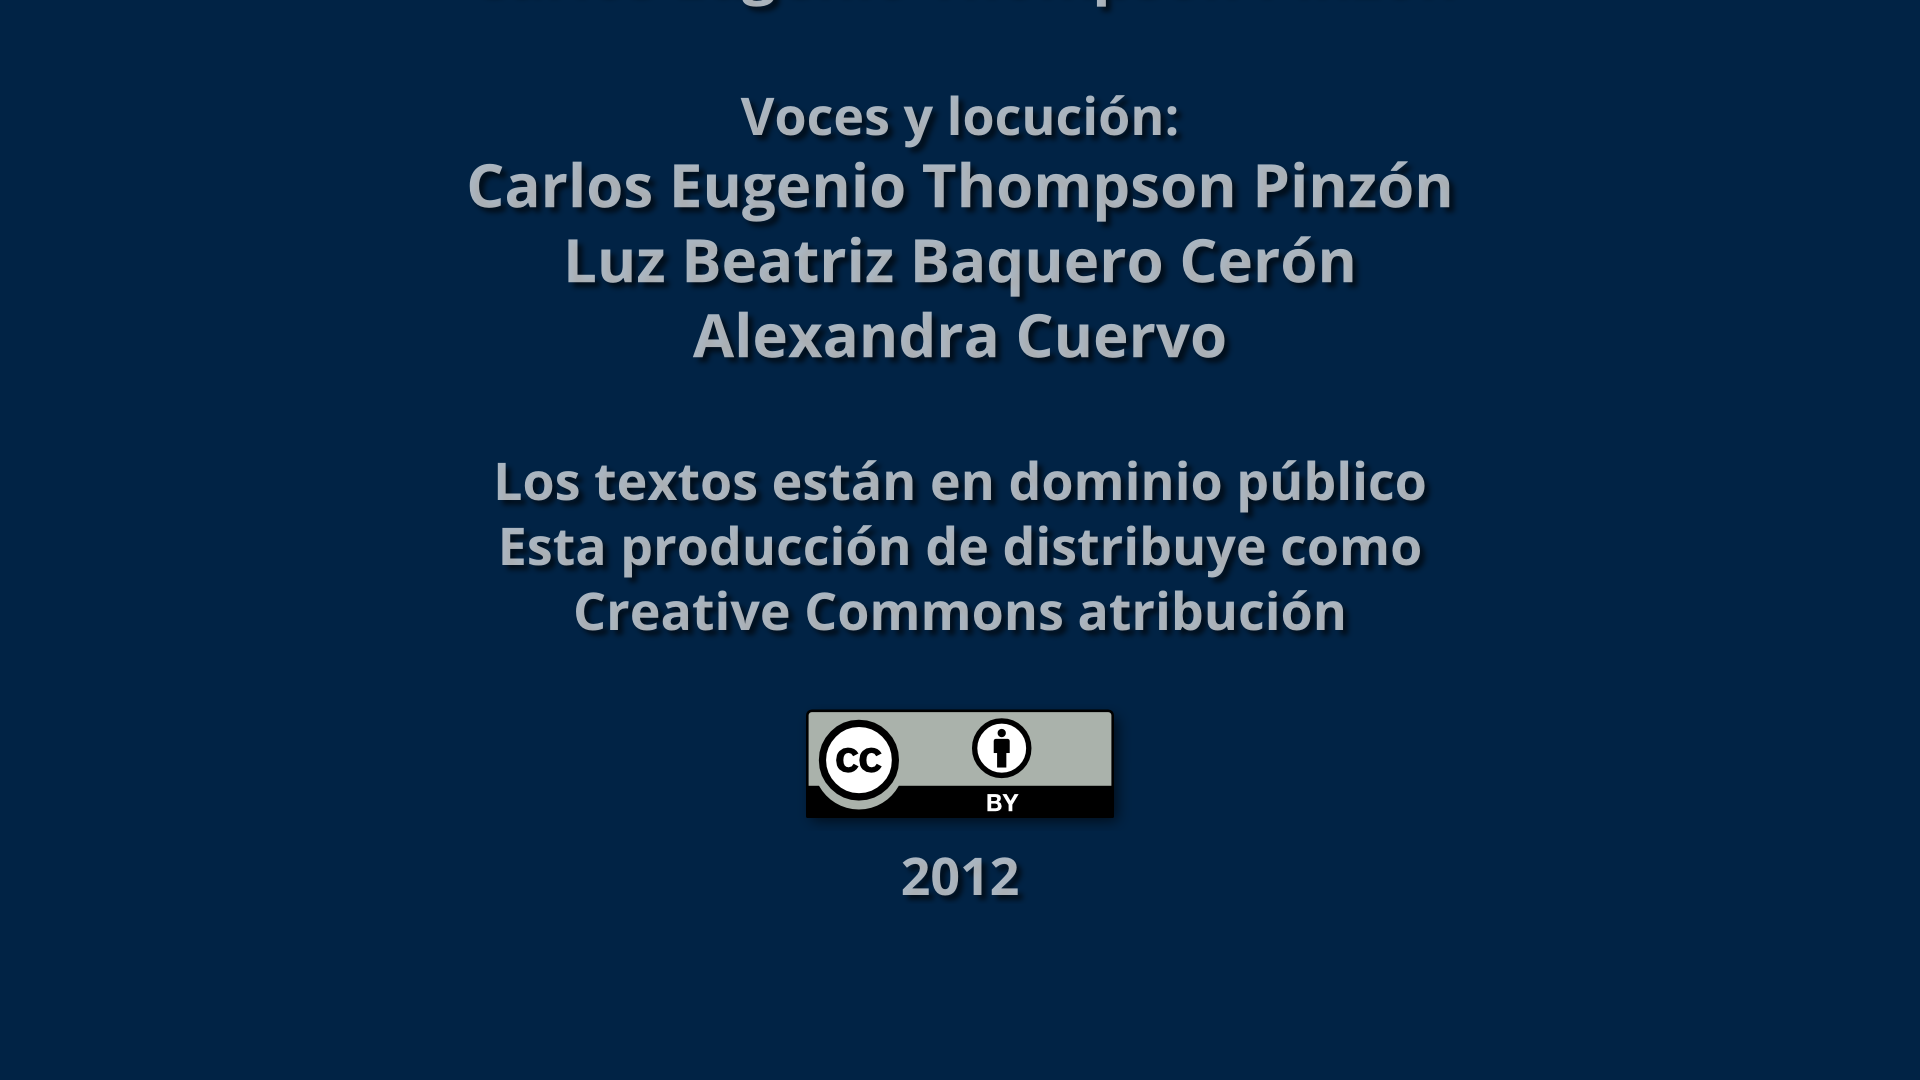 Voces y locución:
Carlos Eugenio Thompson Pinzón
Luz Beatriz Baquero Cerón
Alexandra Cuervo
Los textos están en dominio público
Esta producción de distribuye como
Creative Commons atribución
CC
BY
2012